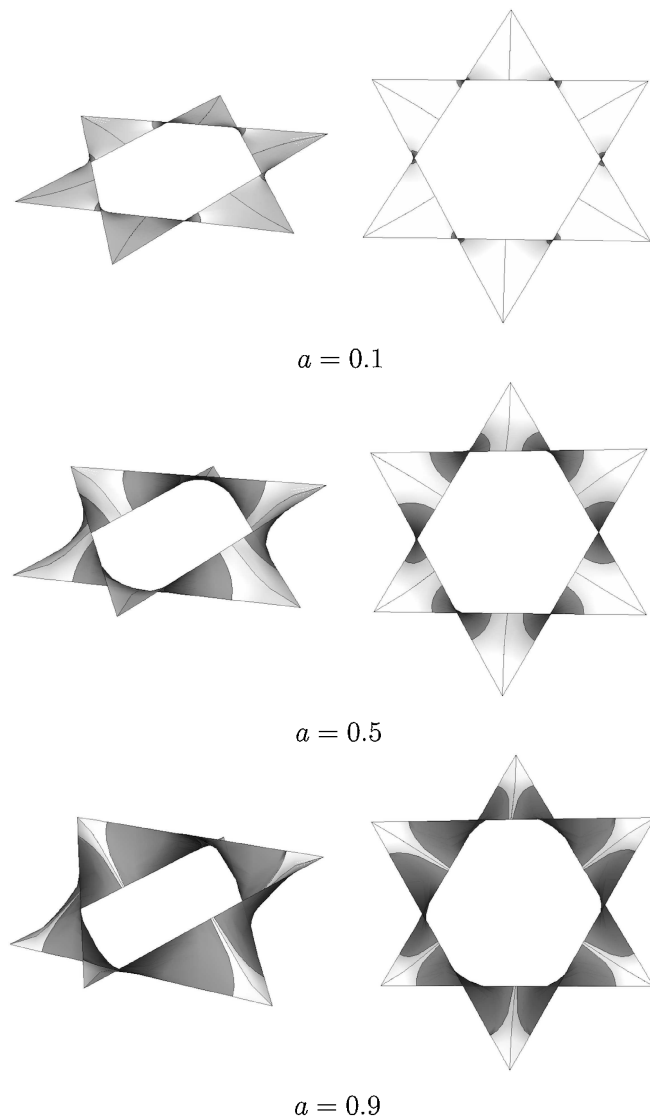 a = 0.1
a = 0.5
a = 0.9